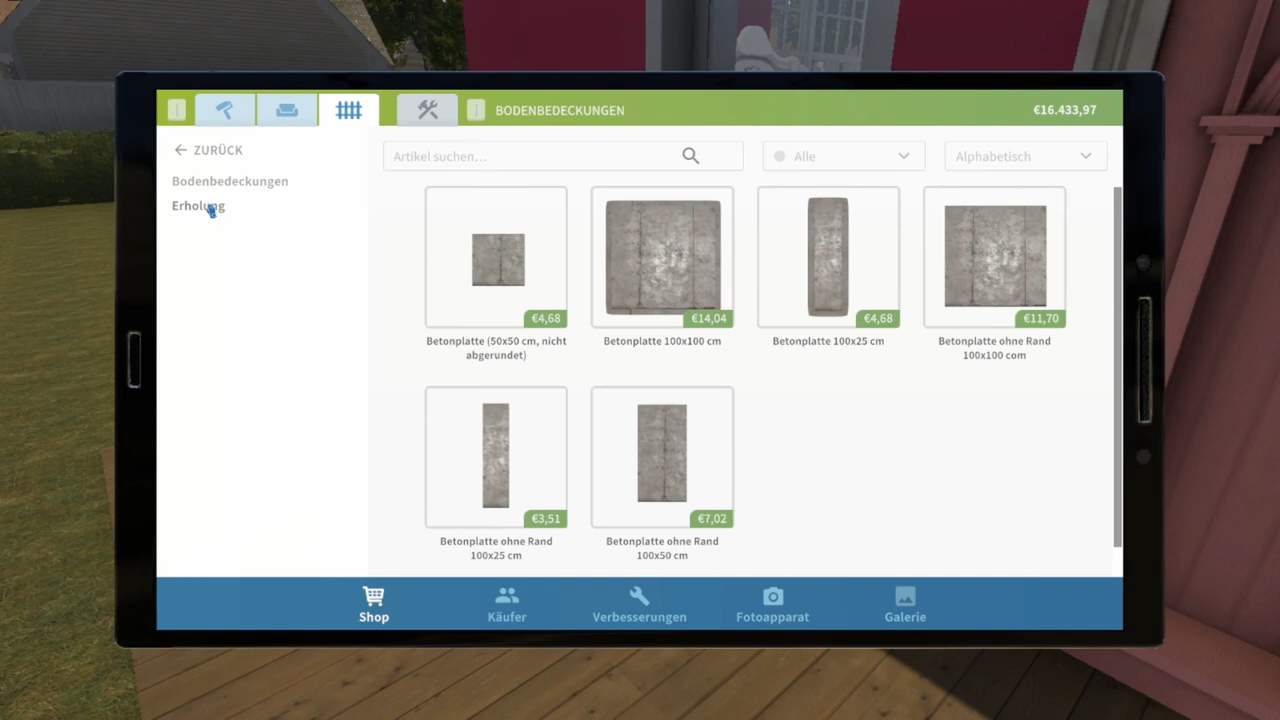 BODENBEDECKUNGEN
€16.433,97
ZURÜCK
Bodenbedeckungen
Erholung
Artikel suchen...
Alle
Alphabetisch
€4,68
€14,04
€4,68
€11,70
Betonplatte (50x50 cm, nicht
abgerundet)
Betonplatte 100x100 cm
Betonplatte 100x25 cm
Betonplatte ohne Rand
100x100 com
€3,51
€7,02
Betonplatte ohne Rand
100x25 cm
Betonplatte ohne Rand
100x50 cm
Shop
Käufer
Verbesserungen
Fotoapparat
Galerie